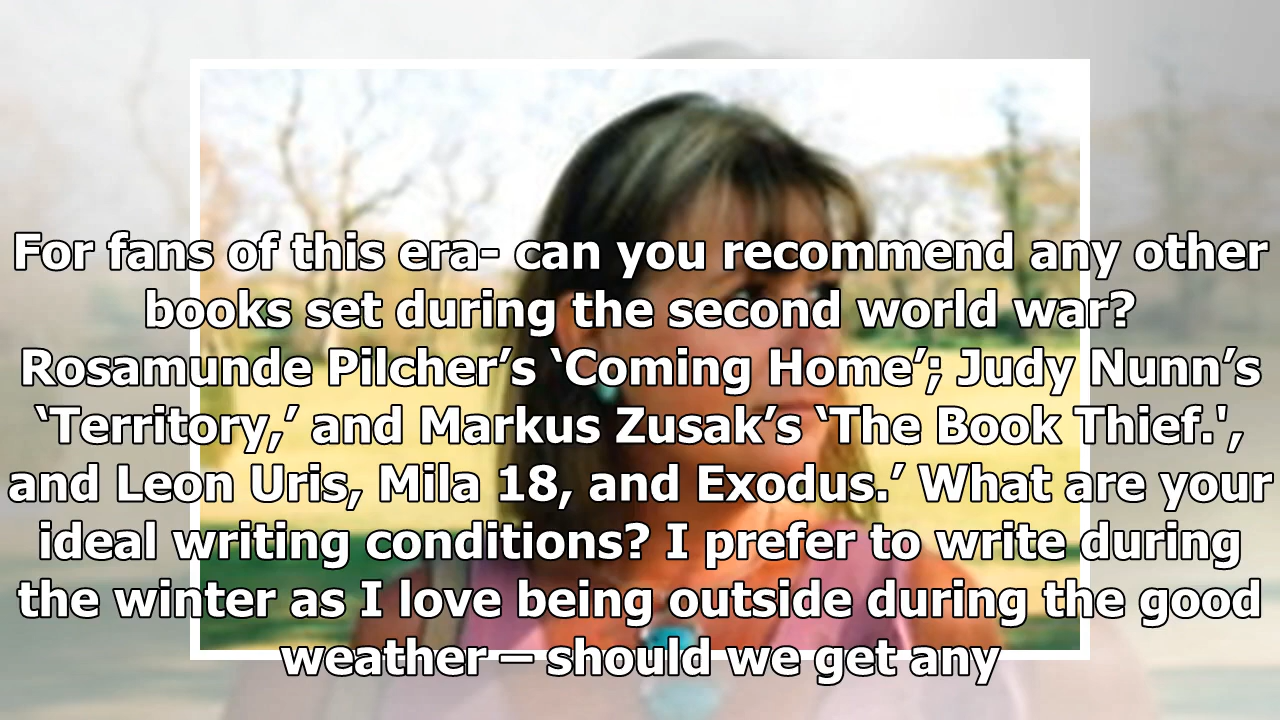 For fans of this era- can you recommend any other
books set during the second world war?
Rosamunde Pilcher’s ‘Coming Home’; Judy Nunn’s
‘Territory,’ and Markus Zusak’s ‘The Book Thief.',
and Leon Uris, Mila 18, and Exodus.’ What are your
ideal writing conditions? I prefer to write during
the winter as I love being outside during the good
weather – should we get any